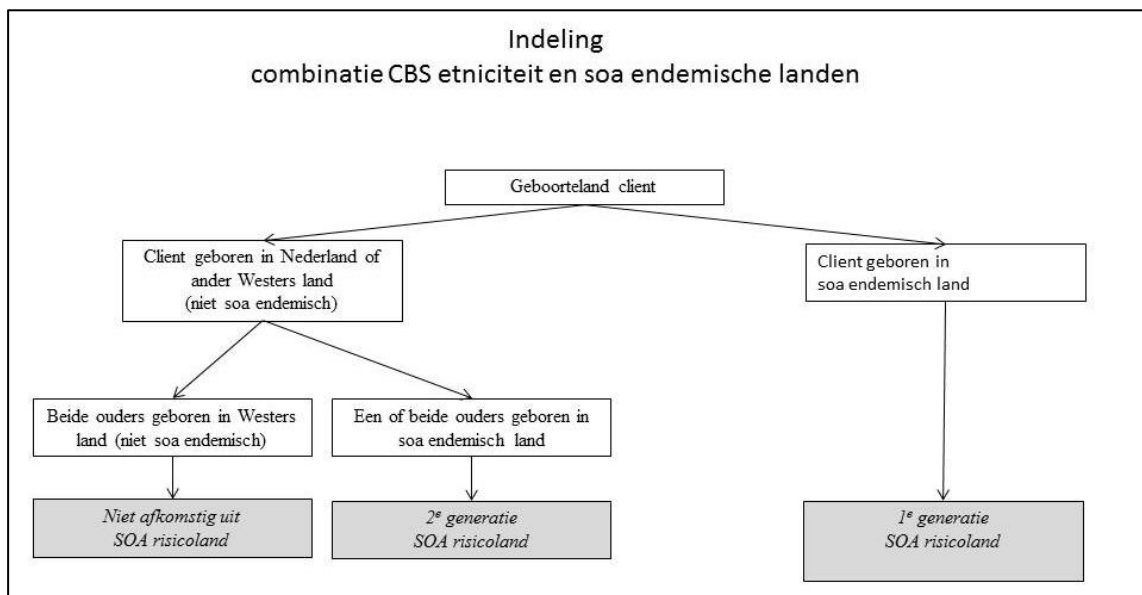 Indeling
combinatie CBS etniciteit en soa endemische landen
Geboorteland client
Client geboren in Nederland of
ander Westers land
(niet soa endemisch)
Client geboren in
soa endemisch land
Beide ouders geboren in Westers
land (niet soa endemisch)
Een of beide ouders geboren in
soa endemisch land
Niet afkomstig uit
SOA risicoland
2e generatie
SOA risicoland
1e generatie
SOA risicoland